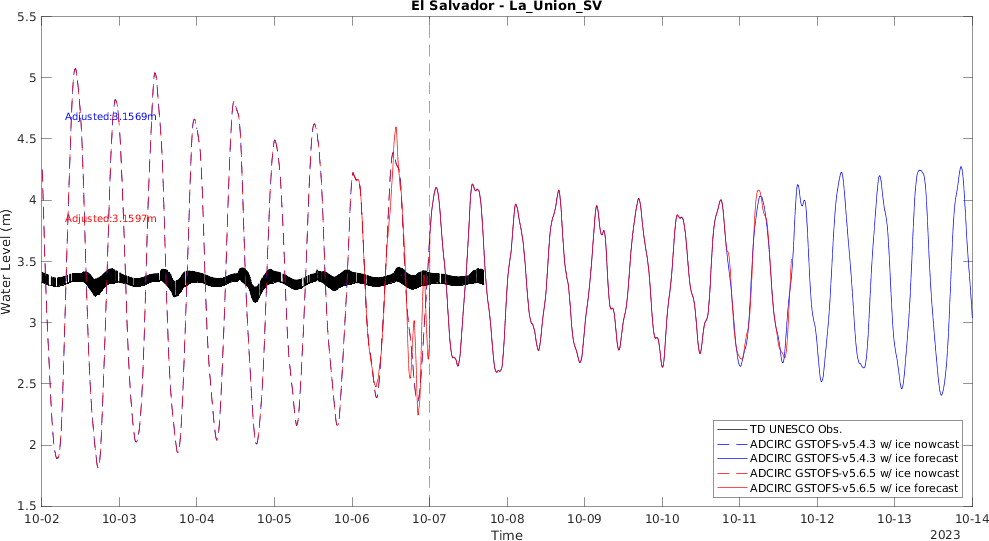 El Salvador - La_Union_SV
5.5
5
4.5
4
3.5
3
2.5
2
1.5
Water Level (m)
Adjusted:3.1569m
Adjusted:3.1597m
TD UNESCO Obs.
ADCIRC GSTOFS-v5.4.3 w/ ice nowcast
ADCIRC GSTOFS-v5.4.3 w/ ice forecast
ADCIRC GSTOFS-v5.6.5 w/ ice nowcast
ADCIRC GSTOFS-v5.6.5 w/ ice forecast
10-02 10-03 10-04 10-05 10-06 10-07 10-08 10-09 10-10 10-11 10-12 10-13 10-14
Time
2023